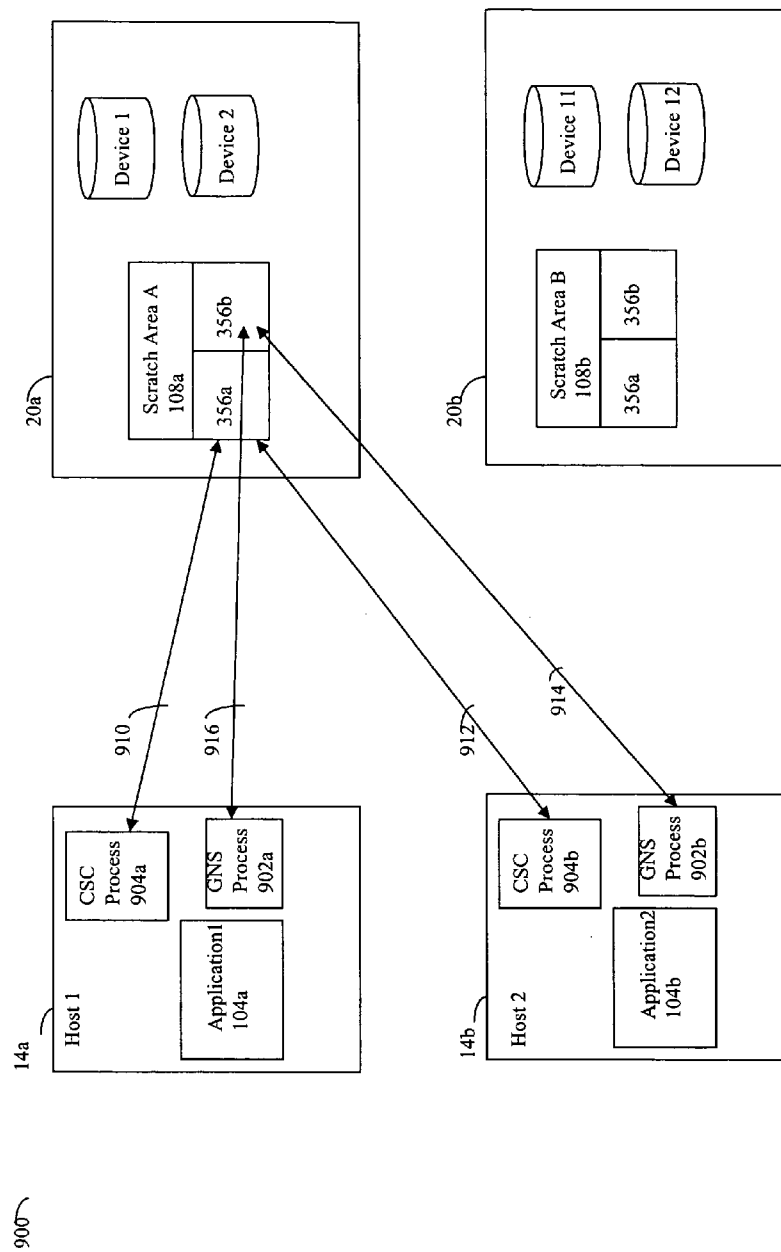 900
14a
Host 1
CSC
Process
904a
Application1
104a
GNS
Process
902a
910
916
20a
Scratch Area A
108a
356a
356b
Device 1
Device 2
14b
Host 2
CSC
Process
904b
Application2
104b
GNS
Process
902b
912
914
20b
Scratch Area B
108b
356a
356b
Device 11
Device 12